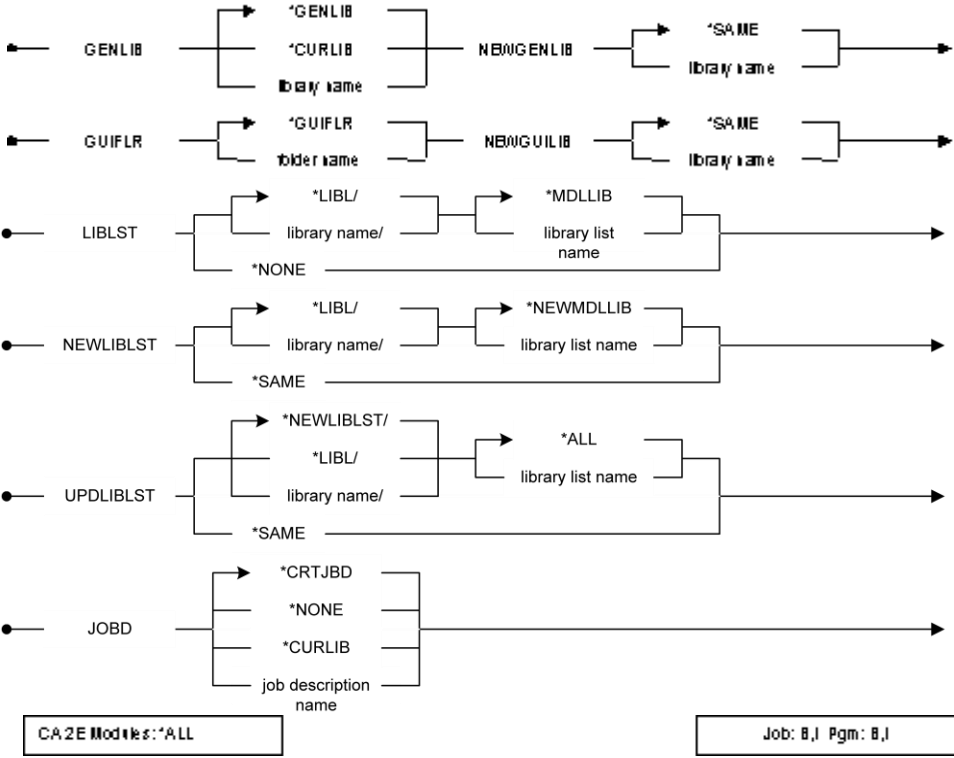 *GENLIB
GENLIB *CURLIB NEWGENLIB *SAME
library name library name
GUIFLR *GUIFLR NEWGUILIB *SAME
folder name library name
*LIBL/ *MDLLIB
LIBLST library name/ library list
name
*NONE
*LIBL/ *NEWMDLLIB
NEWLIBLST library name/ library list name
*SAME
*NEWLIBLST/
*LIBL/ *ALL
library list name
UPDLIBLST library name/
*SAME
*CRTJBD
*NONE
JOBD
*CURLIB
job description
name
CA 2E Modules: *ALL Job: B,I Pgm: B,I